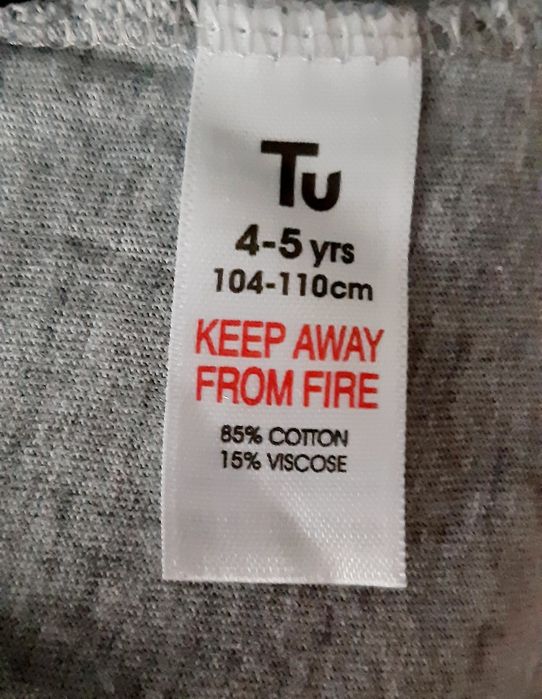 Tu
4-5 yrs
104-110cm
KEEP AWAY
FROM FIRE
85% COTTON
15% VISCOSE